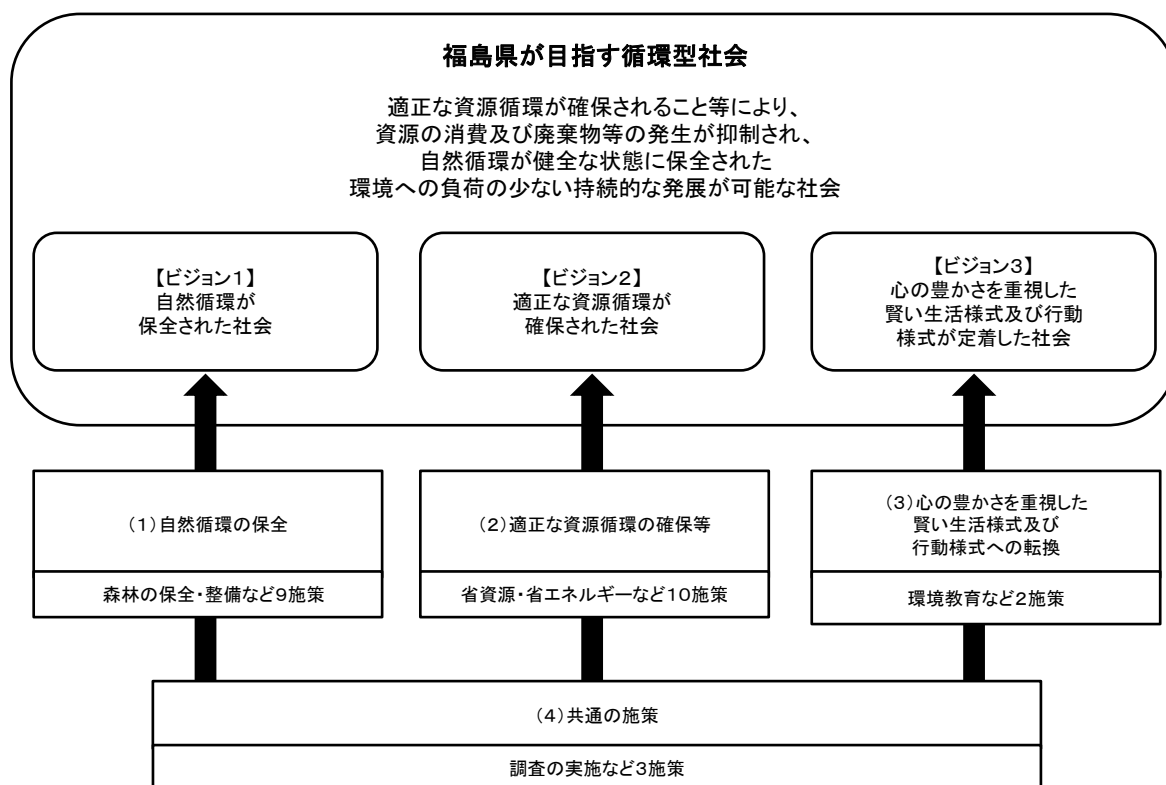 福島県が目指す循環型社会
適正な資源循環が確保されること等により、
資源の消費及び廃棄物等の発生が抑制され、
自然循環が健全な状態に保全された
環境への負荷の少ない持続的な発展が可能な社会
【ビジョン1】
自然循環が
保全された社会
【ビジョン2】
適正な資源循環が
確保された社会
【ビジョン3】
心の豊かさを重視した
賢い生活様式及び行動
様式が定着した社会
(1)自然循環の保全
森林の保全・整備など9施策
(2)適正な資源循環の確保等
省資源・省エネルギーなど10施策
(3)心の豊かさを重視した
賢い生活様式及び
行動様式への転換
環境教育など2施策
(4)共通の施策
調査の実施など3施策